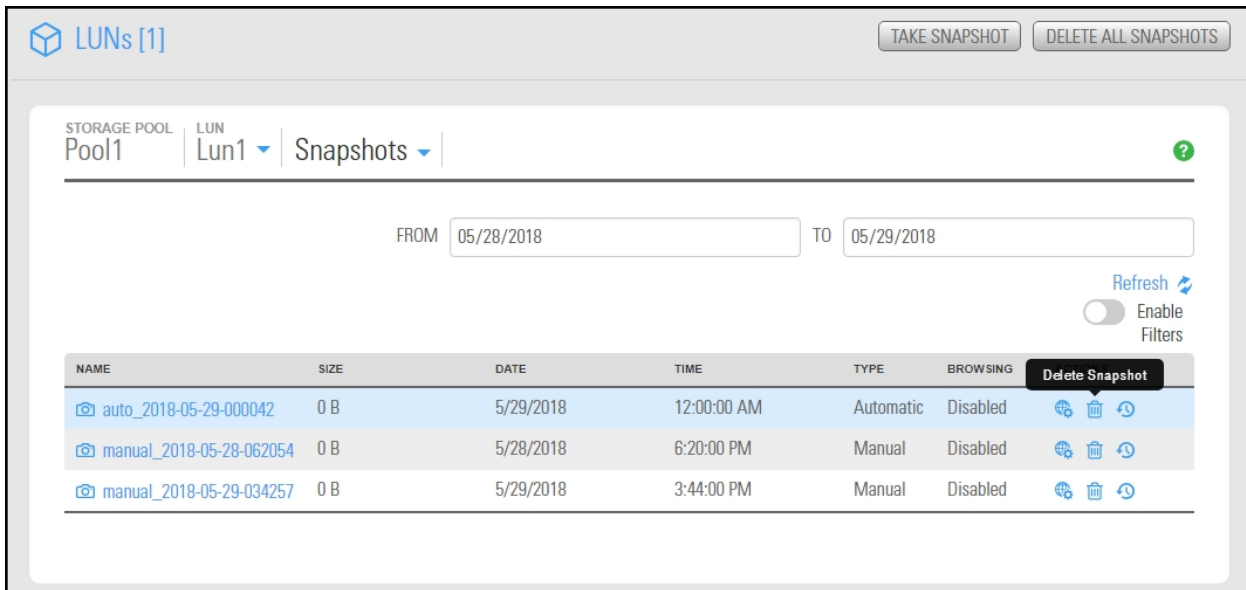 LUNs [1]
TAKE SNAPSHOT
DELETE ALL SNAPSHOTS
STORAGE POOL
Pool1
LUN
Lun1
Snapshots
?
FROM 05/28/2018 TO 05/29/2018
Refresh
Enable
Filters
NAME SIZE DATE TIME TYPE BROWSING
Delete Snapshot
auto_2018-05-29-000042 0 B 5/29/2018 12:00:00 AM Automatic Disabled
manual_2018-05-28-062054 0 B 5/28/2018 6:20:00 PM Manual Disabled
manual_2018-05-29-034257 0 B 5/29/2018 3:44:00 PM Manual Disabled